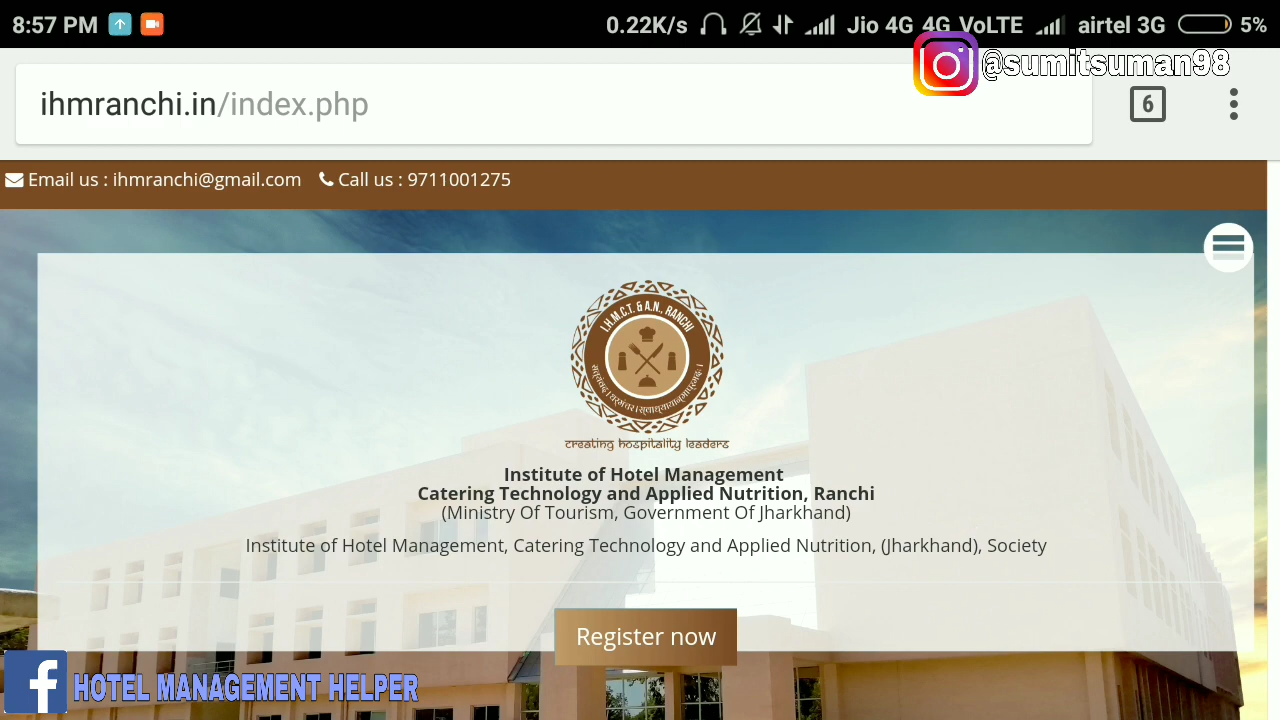 8:57 PM 0.22K/s Jio 4G 4G VoLTE airtel 3G 5%
@sumitsuman98
ihmranchi.in/index.php
6
Email us : ihmranchi@gmail.com Call us : 9711001275
I.H.M.C.T. & A.N., RANCHI
creating hospitality leaders
Institute of Hotel Management
Catering Technology and Applied Nutrition, Ranchi
(Ministry Of Tourism, Government Of Jharkhand)
Institute of Hotel Management, Catering Technology and Applied Nutrition, (Jharkhand), Society
Register now
HOTEL MANAGEMENT HELPER